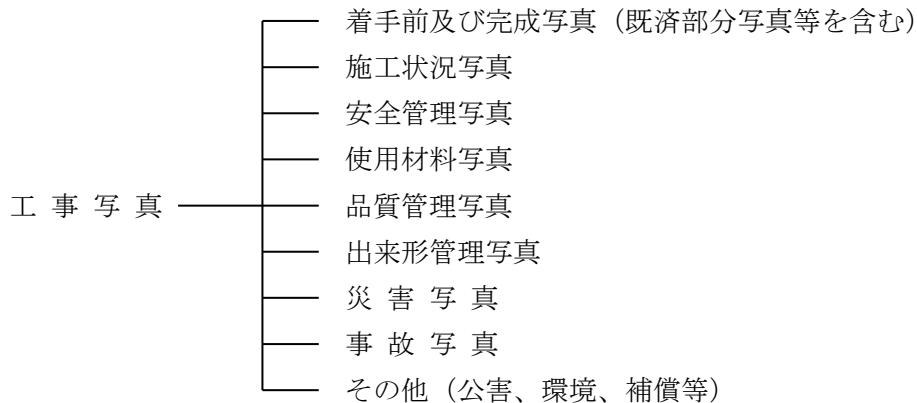 着手前及び完成写真（既済部分写真等を含む）
施工状況写真
安全管理写真
使用材料写真
工 事 写 真
品質管理写真
出来形管理写真
災 害 写 真
事 故 写 真
その他（公害、環境、補償等）